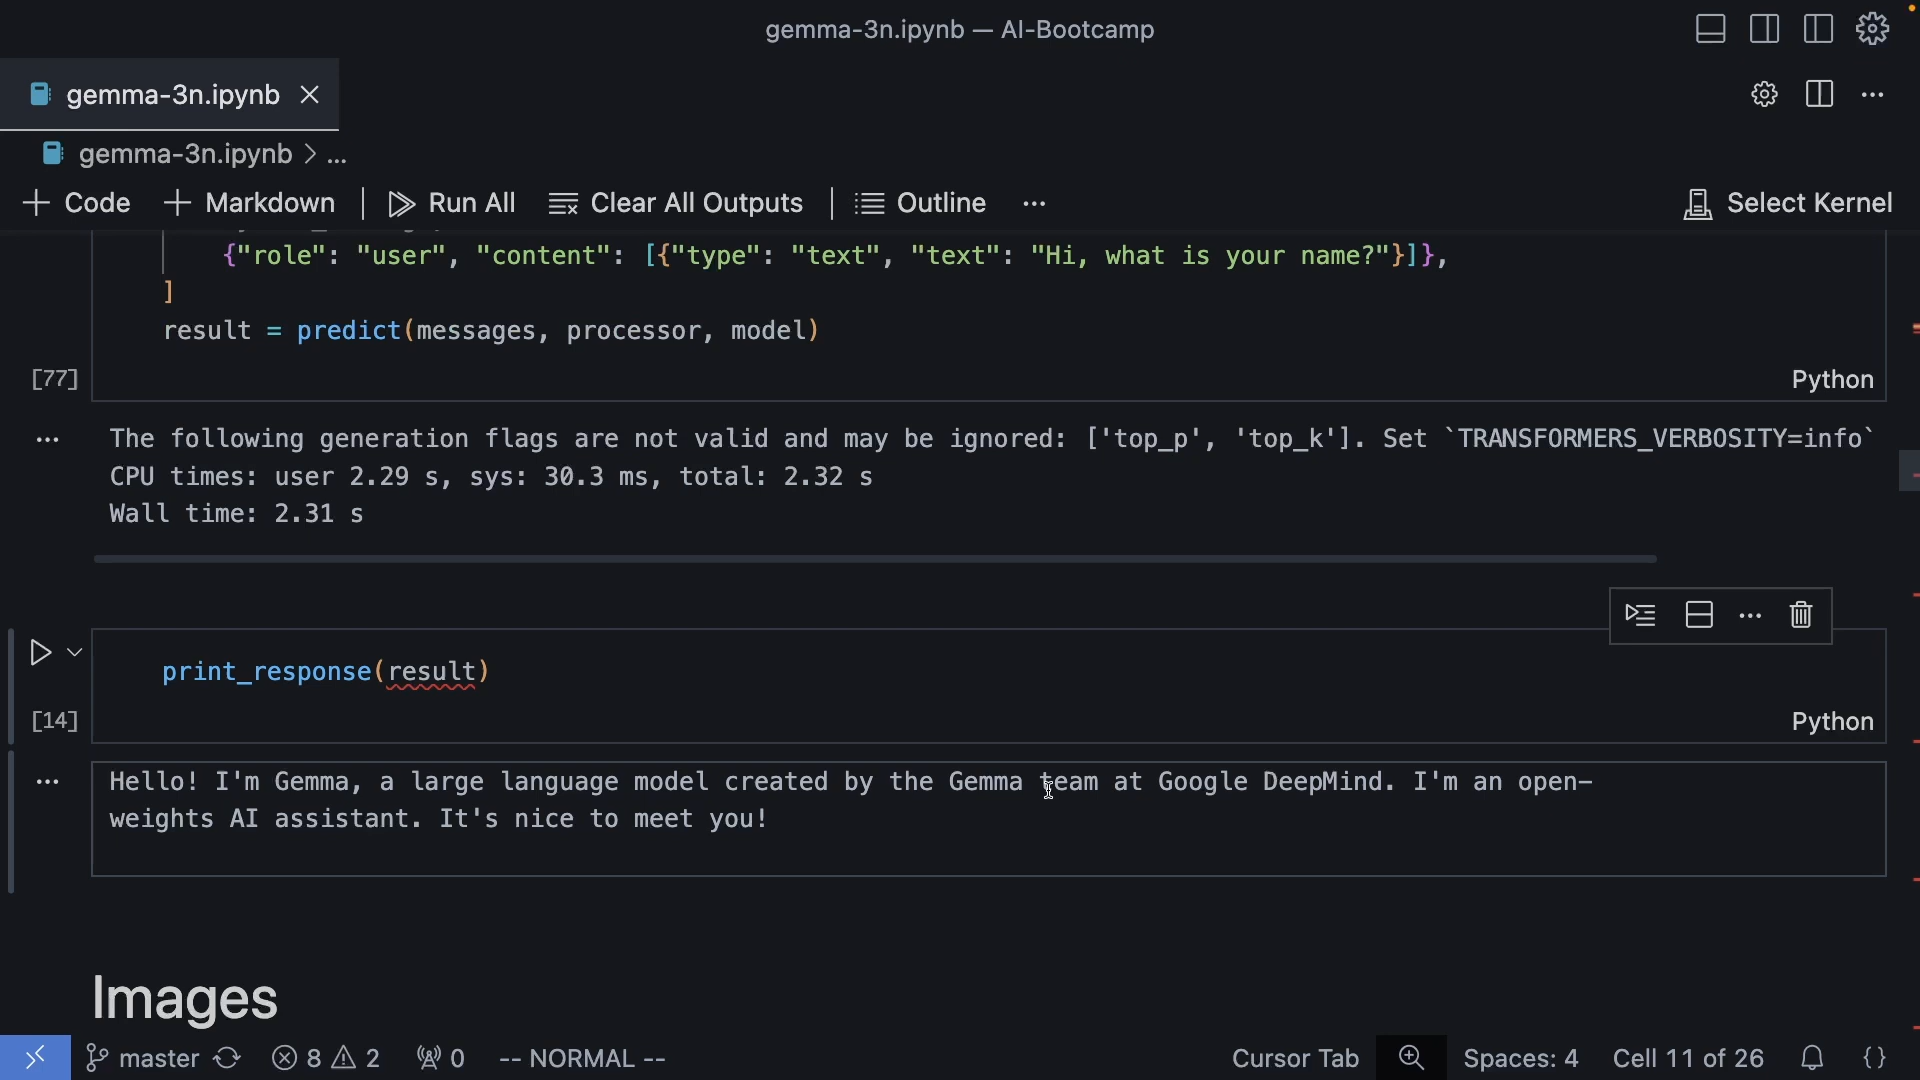 gemma-3n.ipynb — AI-Bootcamp
gemma-3n.ipynb
gemma-3n.ipynb > ...
+ Code + Markdown | Run All Clear All Outputs | Outline ... Select Kernel
{"role": "user", "content": [{"type": "text", "text": "Hi, what is your name?"}]},
]
result = predict(messages, processor, model)
[77] Python
The following generation flags are not valid and may be ignored: ['top_p', 'top_k']. Set `TRANSFORMERS_VERBOSITY=info`
CPU times: user 2.29 s, sys: 30.3 ms, total: 2.32 s
Wall time: 2.31 s
print_response(result)
[14] Python
Hello! I'm Gemma, a large language model created by the Gemma team at Google DeepMind. I'm an open-
weights AI assistant. It's nice to meet you!
Images
master 8 2 0 -- NORMAL -- Cursor Tab Spaces: 4 Cell 11 of 26 {}